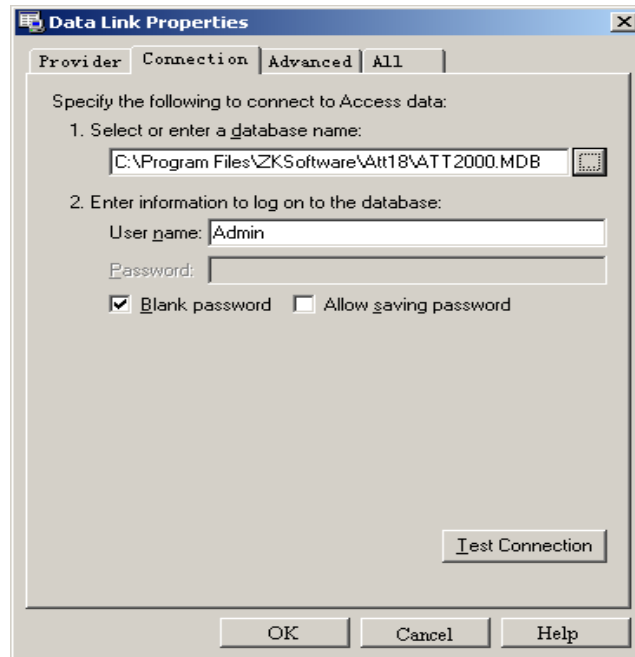 Data Link Properties
Provider Connection Advanced All
Specify the following to connect to Access data:
1. Select or enter a database name:
C:\Program Files\ZKSoftware\Att18\ATT2000.MDB ...
2. Enter information to log on to the database:
User name: Admin
Password:
Blank password Allow saving password
Test Connection
OK Cancel Help